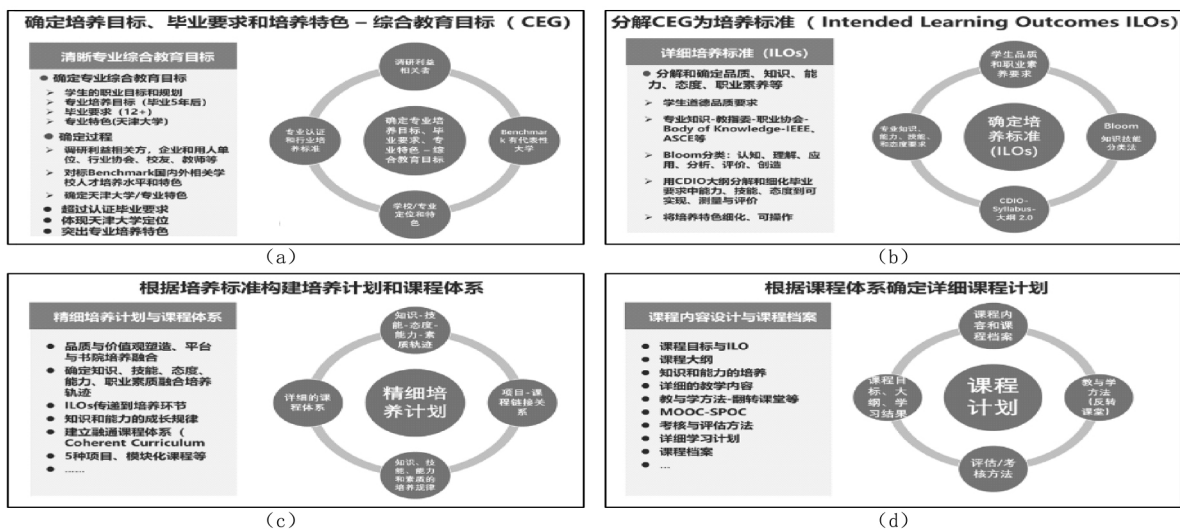 确定培养目标、毕业要求和培养特色 – 综合教育目标 （ CEG）
清晰专业综合教育目标
● 确定专业综合教育目标
➢ 学生的职业目标和规划
➢ 专业培养目标（毕业5年后）
➢ 毕业要求（12+）
➢ 专业特色(天津大学)
● 确定过程
➢ 调研利益相关方，企业和用人单
位、行业协会、校友、教师等
➢ 对标Benchmark国内外相关学
校人才培养水平和特色
➢ 确定天津大学/专业特色
● 超过认证毕业要求
● 体现天津大学定位
● 突出专业培养特色
调研利益
相关者
专业认证
和行业培
养标准
确定专业培
养目标、毕
业要求、专
业特色 – 综
合教育目标
Benchmar
k 有代表性
大学
学校/专业
定位和特
色
(a)
分解CEG为培养标准 （ Intended Learning Outcomes ILOs)
详细培养标准（ILOs）
● 分解和确定品质、知识、能
力、态度、职业素养等
➢ 学生道德品质要求
➢ 专业知识-教指委-职业协会-
Body of Knowledge-IEEE、
ASCE等
➢ Bloom分类：认知、理解、应
用、分析、评价、创造
➢ 用CDIO大纲分解和细化毕业
要求中能力、技能、态度到可
实现、测量与评价
➢ 将培养特色细化、可操作
学生品质
和职业素
养要求
专业知识、
能力、技能、
和态度要求
确定培
养标准
(ILOs)
Bloom
知识技能
分类法
CDIO-
Syllabus-
大纲 2.0
(b)
根据培养标准构建培养计划和课程体系
精细培养计划与课程体系
● 品质与价值观塑造、平台
与书院培养融合
● 确定知识、技能、态度、
能力、职业素质融合培养
轨迹
● ILOs传递到培养环节
● 知识和能力的成长规律
● 建立融通课程体系（
Coherent Curriculum
● 5种项目、模块化课程等
● ......
知识-技
能-态度-
能力-素
质轨迹
详细的课
程体系
精细培
养计划
项目-课
程链接关
系
知识、技
能、能力
和素质的
培养规律
(c)
根据课程体系确定详细课程计划
课程内容设计与课程档案
● 课程目标与ILO
● 课程大纲
● 知识和能力的培养
● 详细的教学内容
● 教与学方法-翻转课堂等
● MOOC-SPOC
● 考核与评估方法
● 详细学习计划
● 课程档案
● ...
课程内
容和课
程档案
课程目
标、大
纲、学
习结果
课程
计划
教与学
方法
(反转
课堂)
评估/考
核方法
(d)